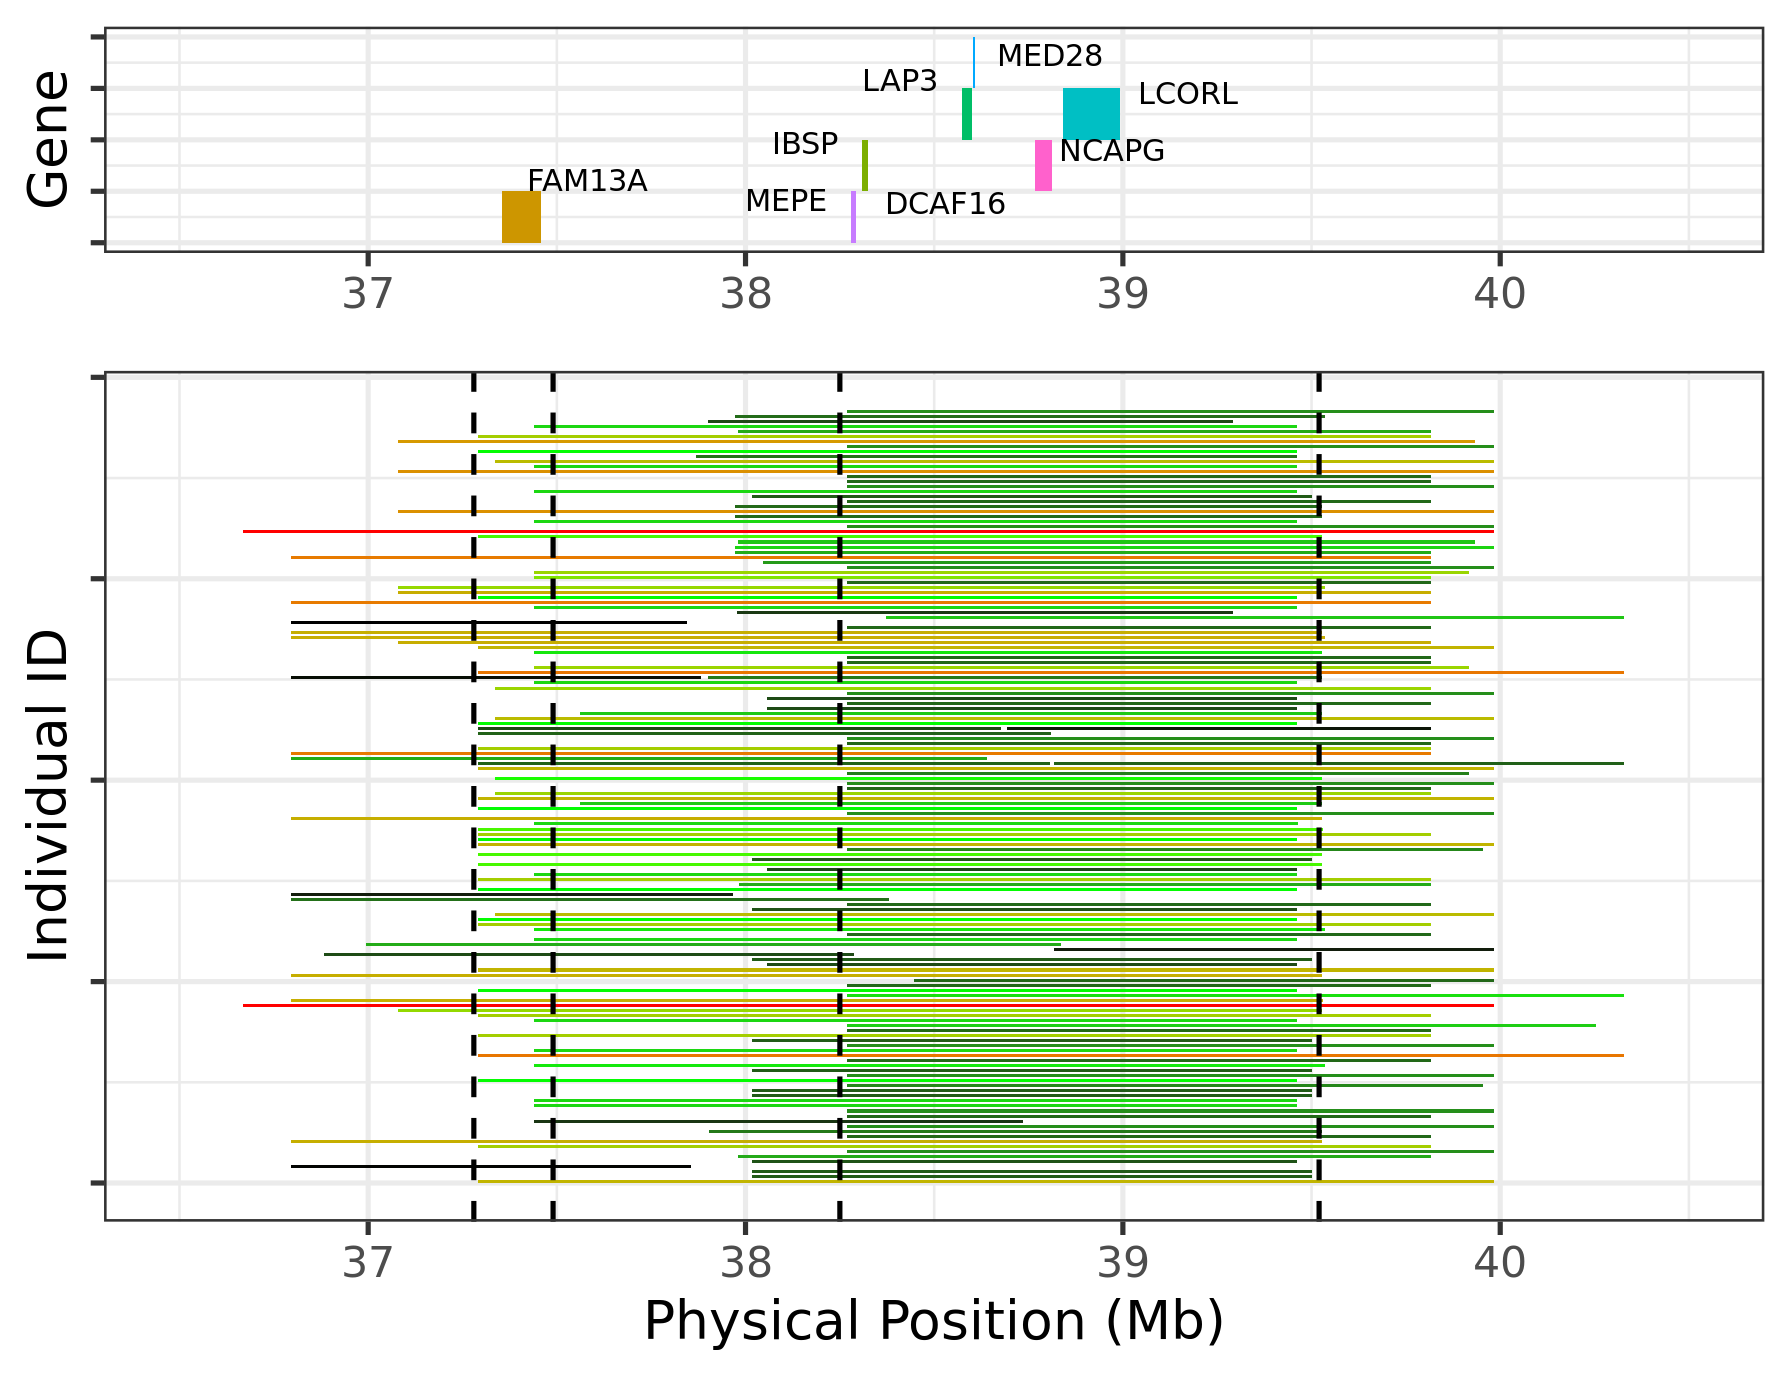 Gene
MED28
LAP3
LCORL
IBSP
NCAPG
FAM13A
MEPE
DCAF16
37
38
39
40
Individual ID
37
38
39
40
Physical Position (Mb)